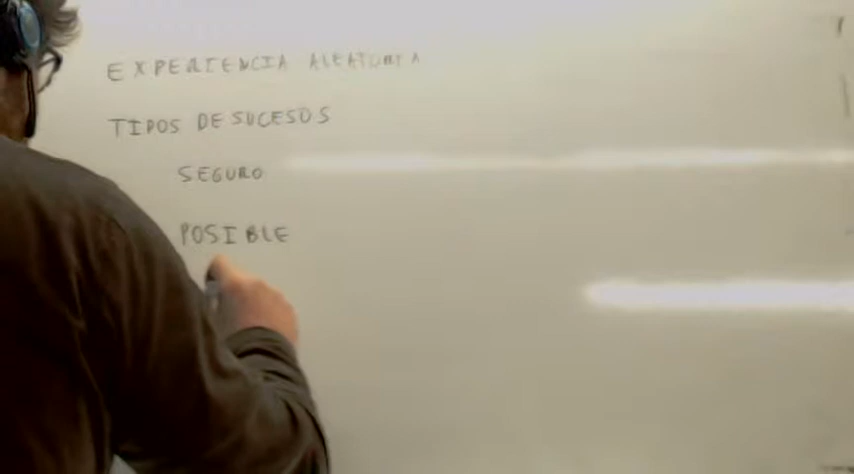 EXPERIENCIA ALEATORIA
TIPOS DE SUCESOS
SEGURO
POSIBLE